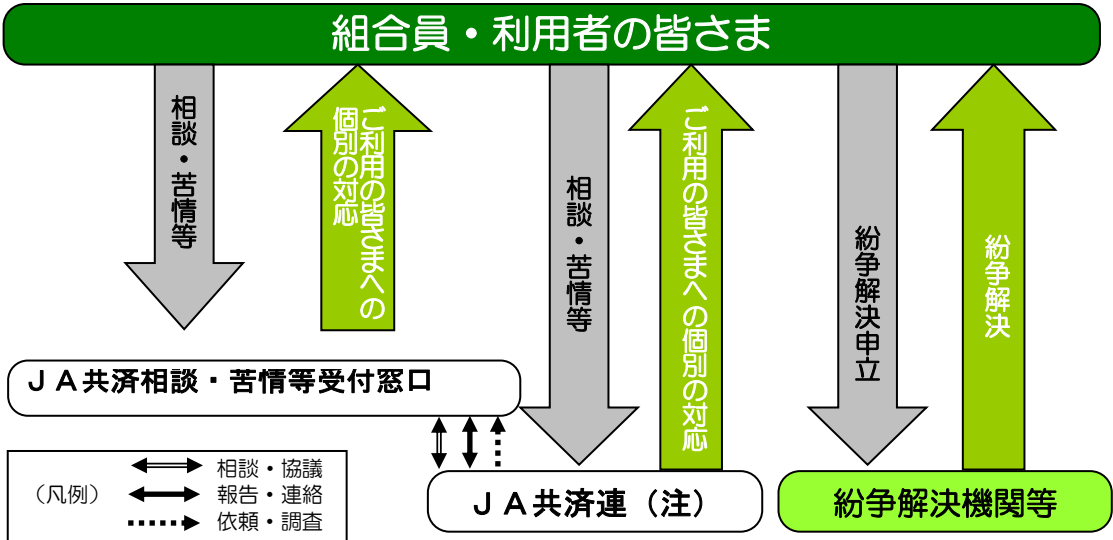 組合員・利用者の皆さま
相談・苦情等
ご利用の皆さまへの
個別の対応
相談・苦情等
ご利用の皆さまへの個別の対応
紛争解決申立
紛争解決
ＪＡ共済相談・苦情等受付窓口
ＪＡ共済連（注）
紛争解決機関等
（凡例）
相談・協議
報告・連絡
依頼・調査